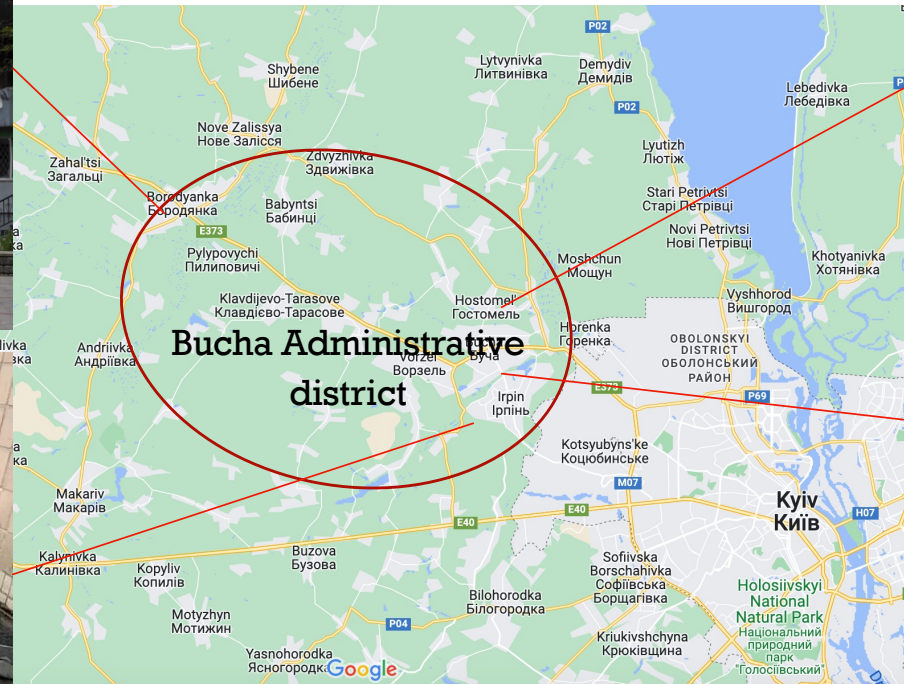 P02
Lytvynivka
Литвинівка
Demydiv
Демидів
Shybene
Шибене
P02
Lebedivka
Лебедівка
Nove Zalissya
Нове Залісся
Lyutizh
Лютіж
Zahal'tsi
Загальці
Zdvyzhivka
Здвижівка
Borodyanka
Бородянка
Babyntsi
Бабинці
Stari Petrivtsi
Старі Петрівці
E373
Novi Petrivtsi
Нові Петрівці
Pylypovychi
Пилиповичі
Moshchun
Мощун
Khotyanivka
Хотянівка
Klavdijevo-Tarasove
Клавдієво-Тарасове
Hostomel'
Гостомель
Vyshhorod
Вишгород
Horenka
Горенка
OBOLONSKYI
DISTRICT
ОБОЛОНСЬКИЙ
РАЙОН
Andriivka
Андріївка
Bucha Administrative
district
Буча
Vorzel
Ворзель
E373
P69
Irpin
Ірпінь
Kotsyubyns'ke
Коцюбинське
M07
Makariv
Макарів
Kyiv
Київ
H07
E40
E40
Kalynivka
Калинівка
Kopyliv
Копилів
Buzova
Бузова
Sofiivska
Borschahivka
Софіївська
Борщагівка
Bilohorodka
Білогородка
Holosiivskyi
National
Natural Park
Національний
природний
парк
"Голосіївський"
Motyzhyn
Мотижин
P04
Kriukivshchyna
Крюківщина
Yasnohorodka
Ясногородка
Google